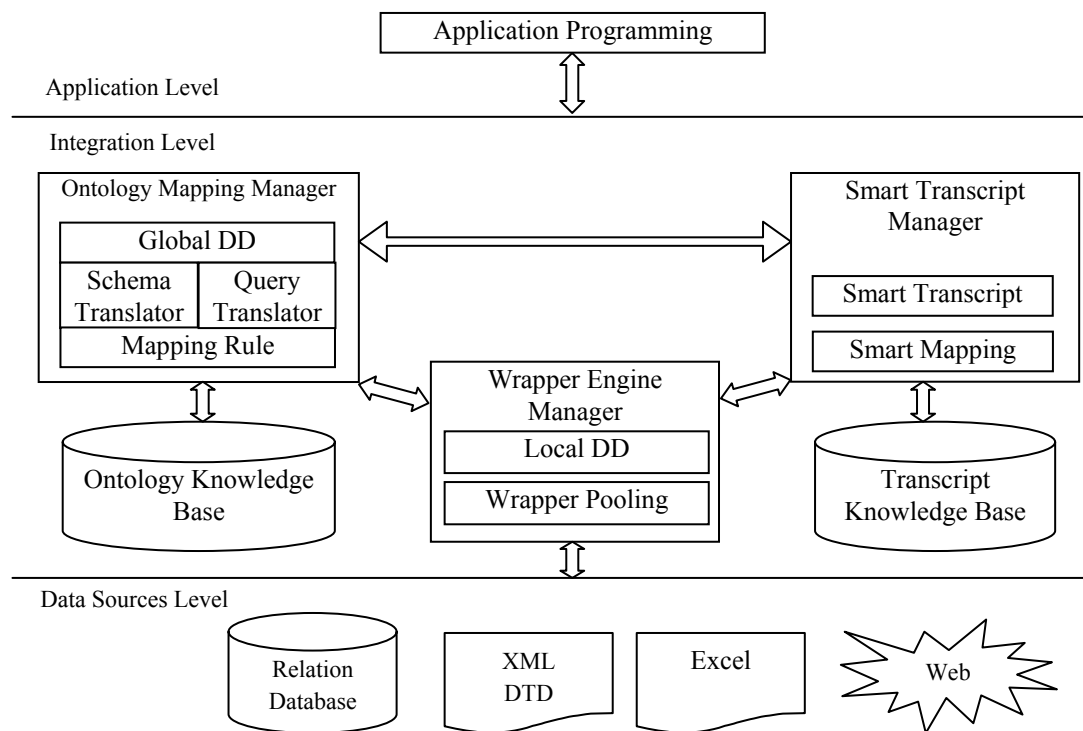 Application Programming
Application Level
Integration Level
Ontology Mapping Manager
Global DD
Schema
Translator
Query
Translator
Mapping Rule
Smart Transcript
Manager
Smart Transcript
Smart Mapping
Wrapper Engine
Manager
Local DD
Wrapper Pooling
Ontology Knowledge
Base
Transcript
Knowledge Base
Data Sources Level
Relation
Database
XML
DTD
Excel
Web